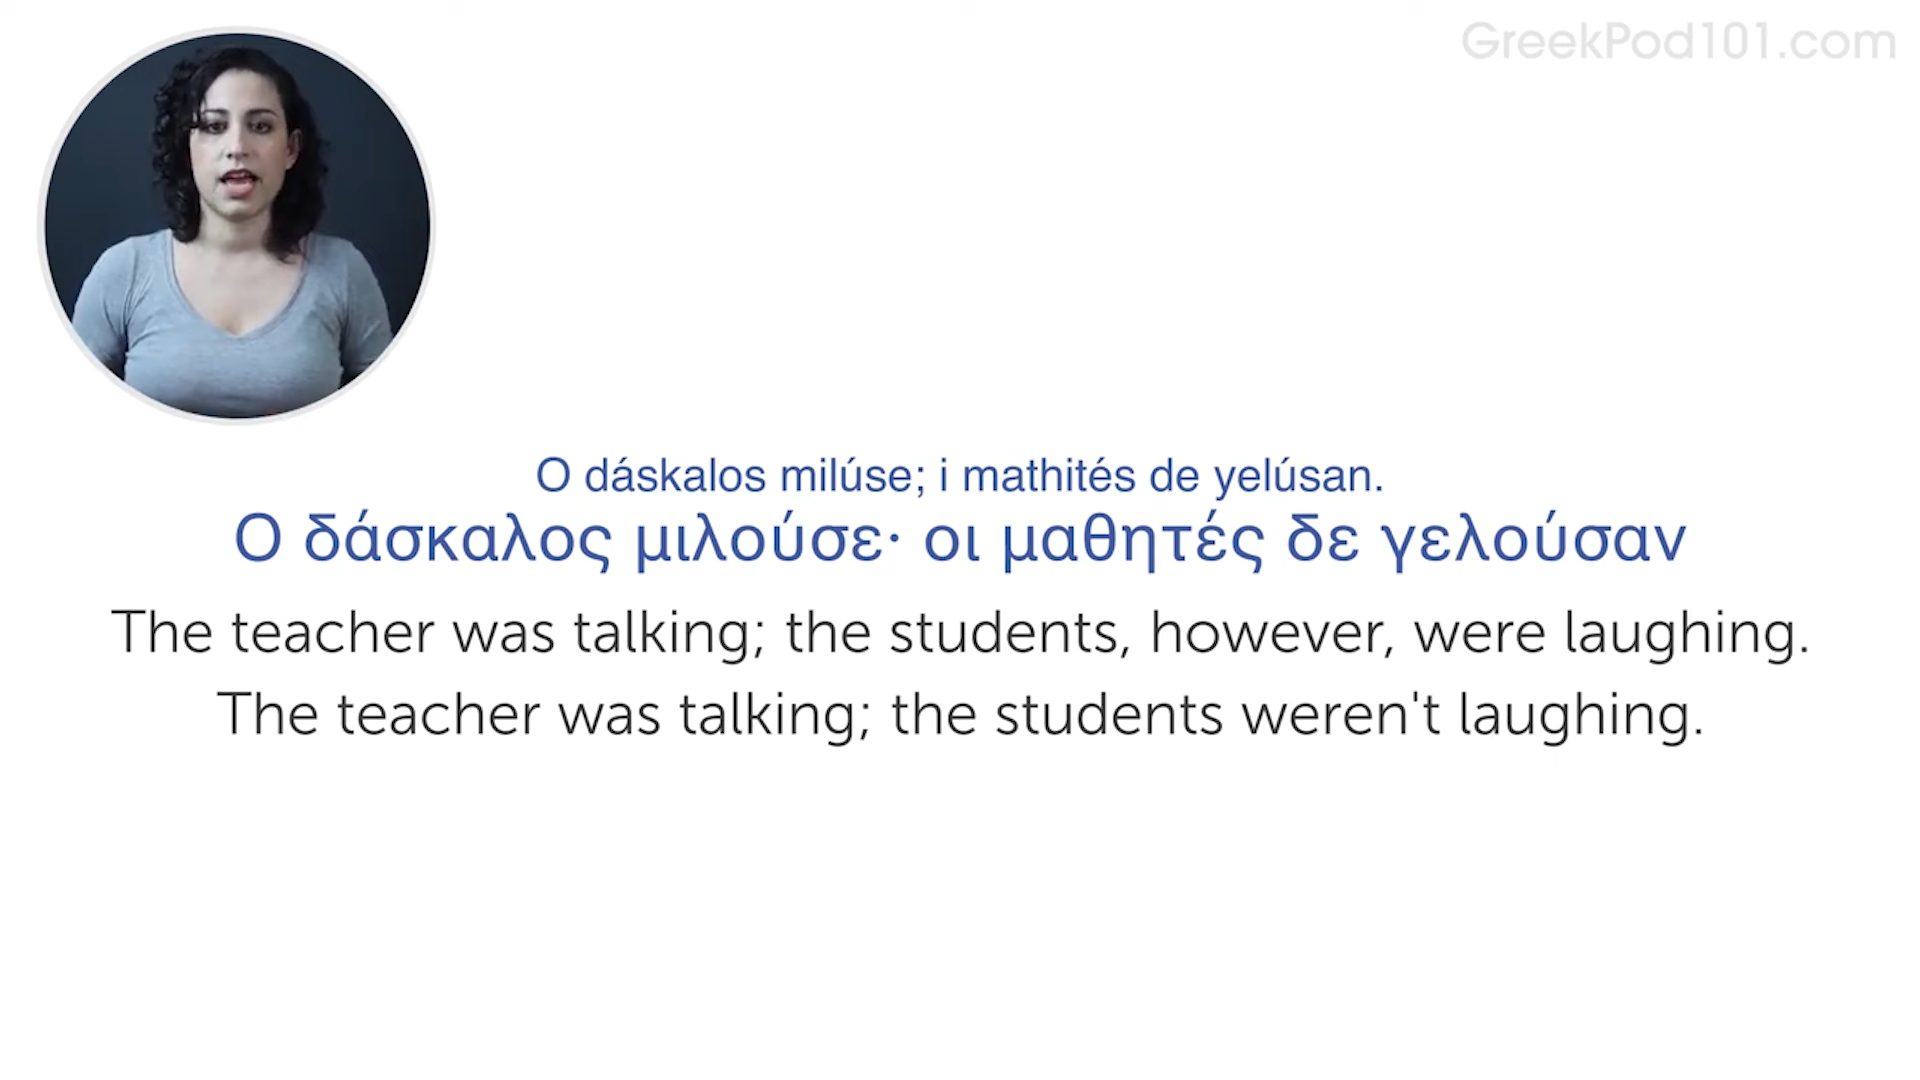 GreekPod101.com
O dáskalos milúse; i mathités de yelúsan.
Ο δάσκαλος μιλούσε· οι μαθητές δε γελούσαν
The teacher was talking; the students, however, were laughing.
The teacher was talking; the students weren't laughing.